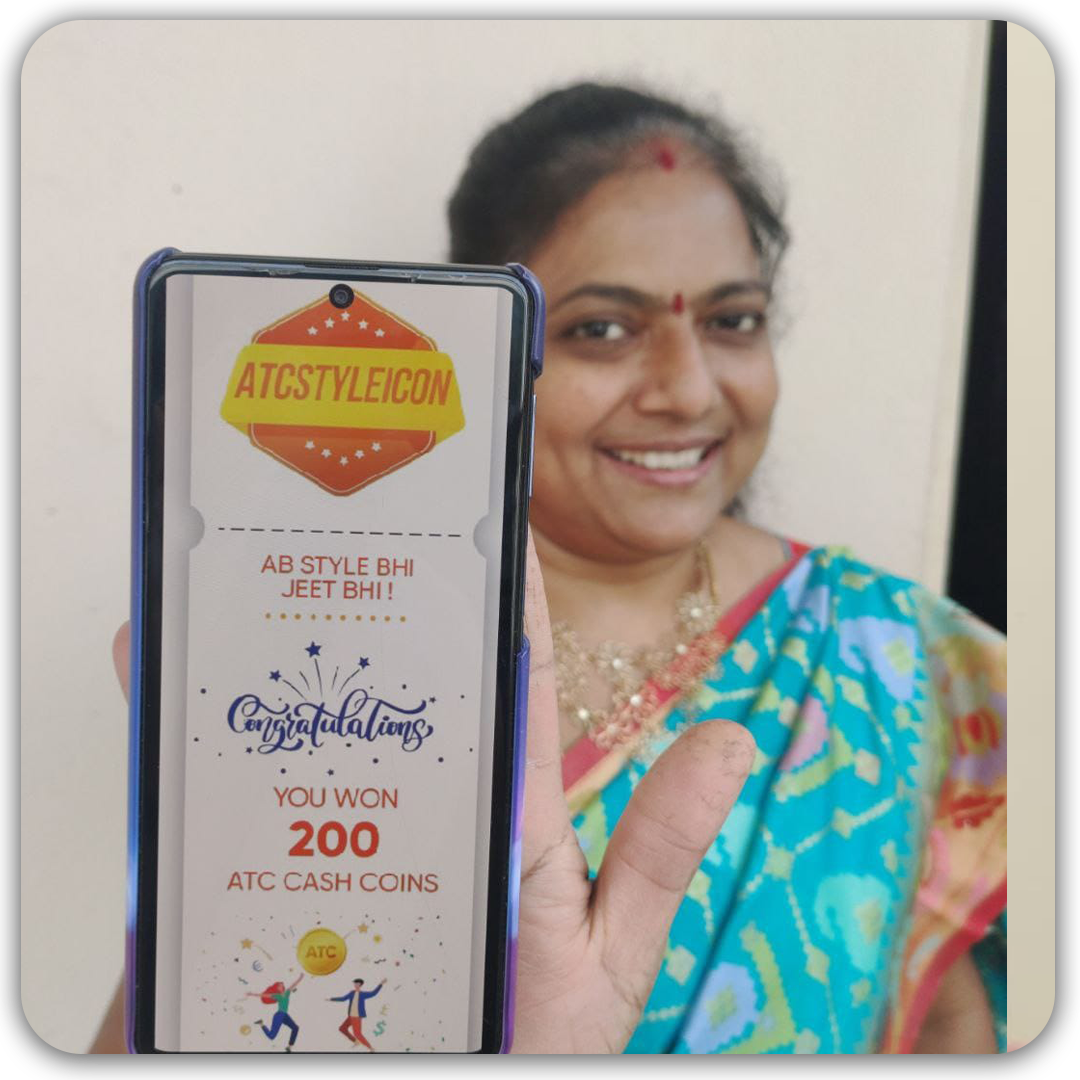 ATCSTYLEICON
AB STYLE BHI
JEET BHI !
Congratulations
YOU WON
200
ATC CASH COINS
ATC